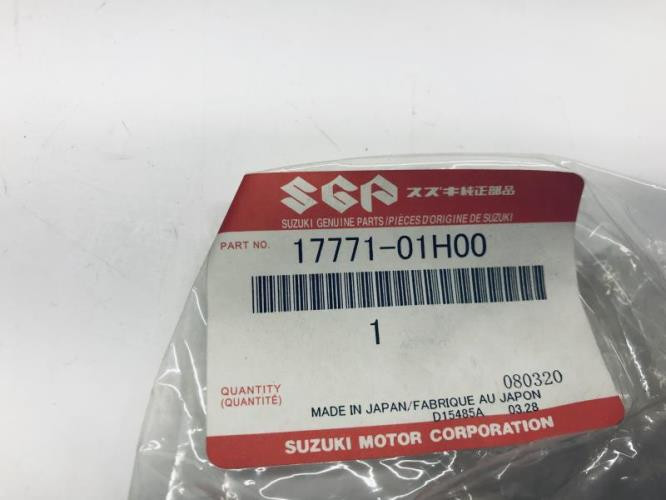 SGP スズキ純正部品
SUZUKI GENUINE PARTS/PIÈCES D'ORIGINE DE SUZUKI
PART NO. 17771-01H00
1
080320
QUANTITY
(QUANTITÉ)
MADE IN JAPAN/FABRIQUE AU JAPON
D15485A 03.28
SUZUKI MOTOR CORPORATION